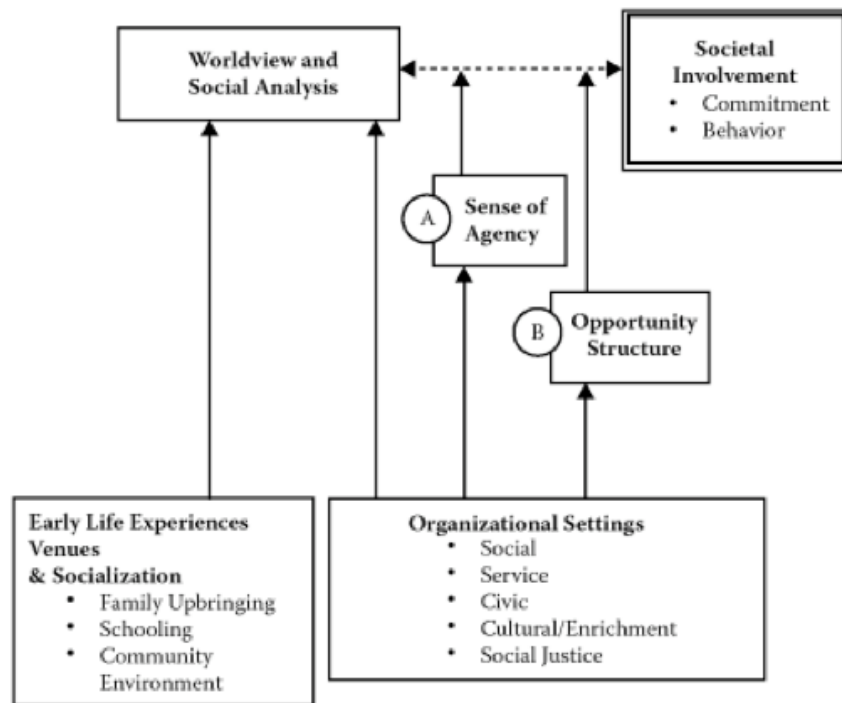 Worldview and
Social Analysis
Societal
Involvement
• Commitment
• Behavior
A
Sense of
Agency
B
Opportunity
Structure
Early Life Experiences
Venues
& Socialization
• Family Upbringing
• Schooling
• Community
Environment
Organizational Settings
• Social
• Service
• Civic
• Cultural/Enrichment
• Social Justice